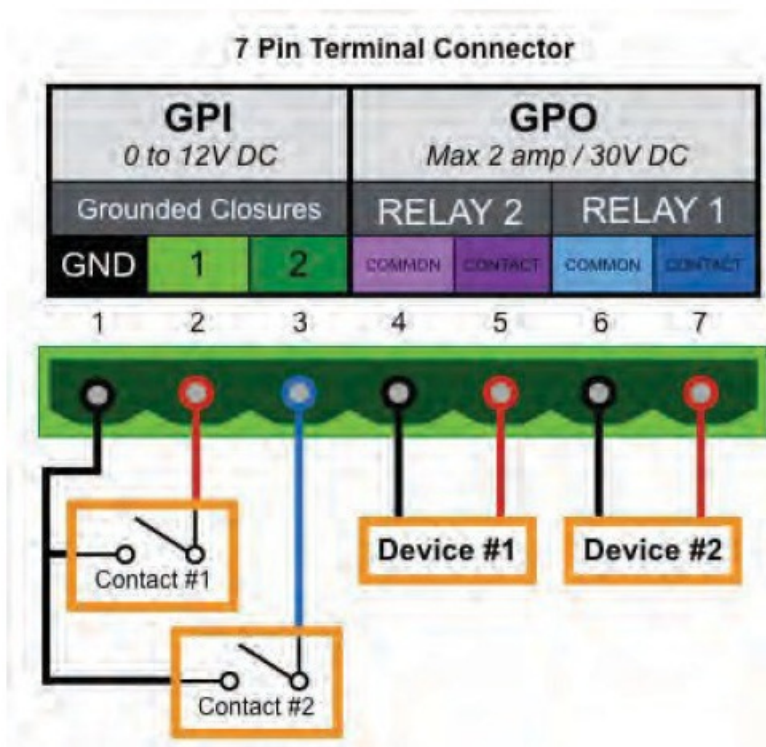 7 Pin Terminal Connector
GPI
0 to 12V DC
GPO
Max 2 amp / 30V DC
Grounded Closures
RELAY 2
RELAY 1
GND 1 2 COMMON CONTACT COMMON CONTACT
1 2 3 4 5 6 7
Contact #1
Device #1
Device #2
Contact #2